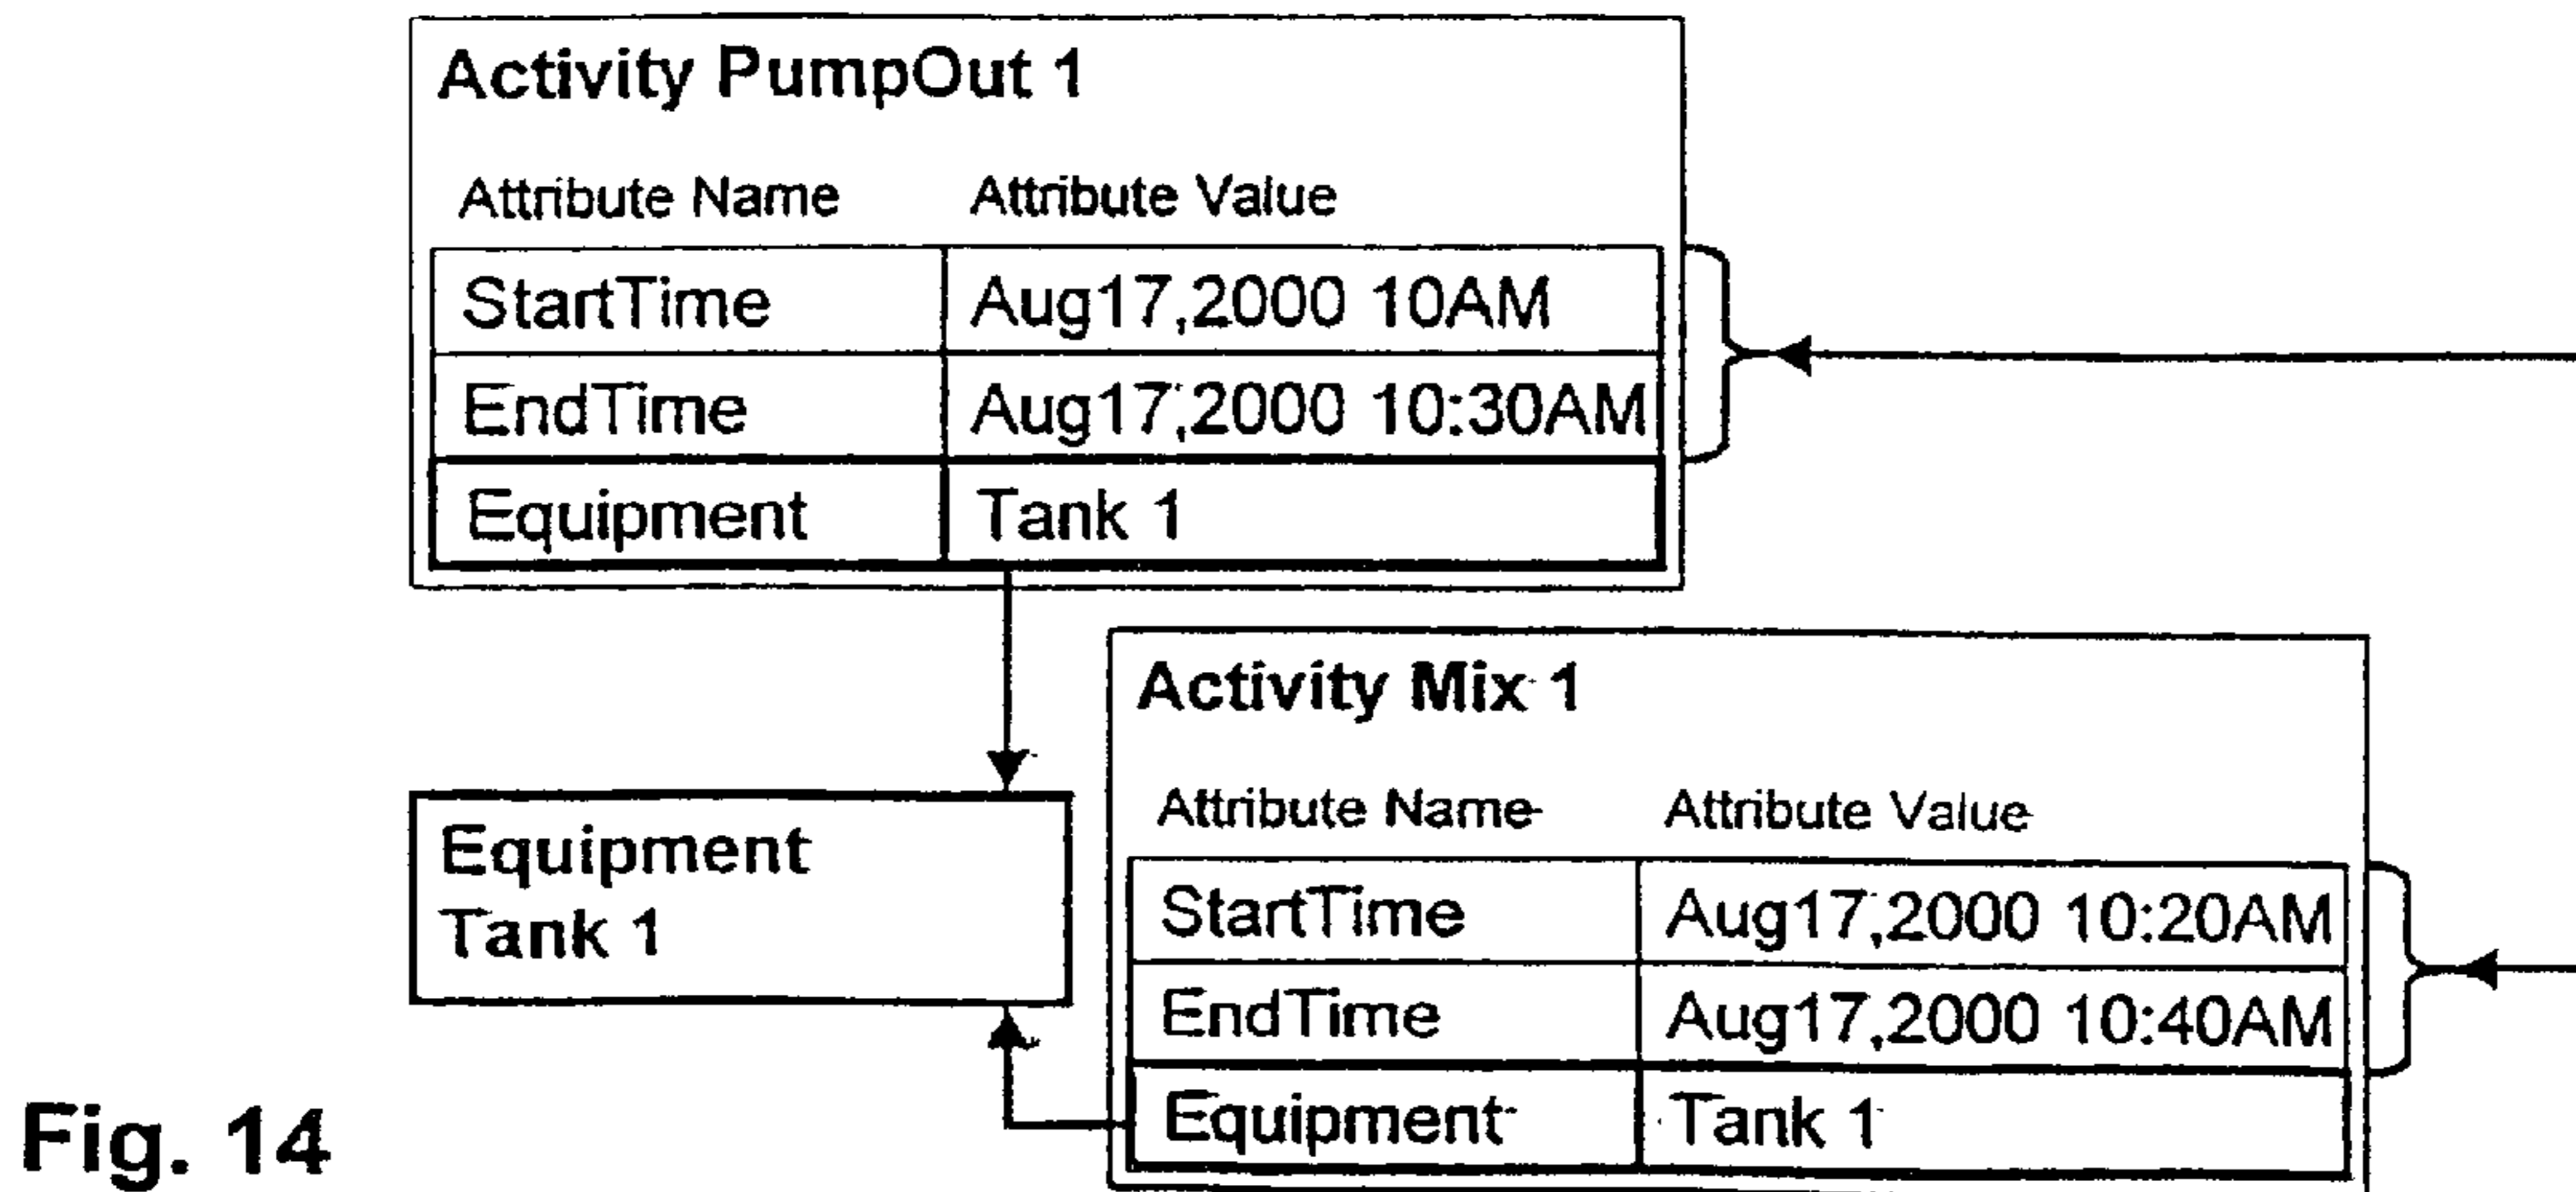 Activity PumpOut 1
Attribute Name Attribute Value
StartTime Aug17,2000 10AM
EndTime Aug17,2000 10:30AM
Equipment Tank 1
Activity Mix 1
Attribute Name Attribute Value
StartTime Aug17,2000 10:20AM
EndTime Aug17,2000 10:40AM
Equipment Tank 1
Equipment
Tank 1
Fig. 14